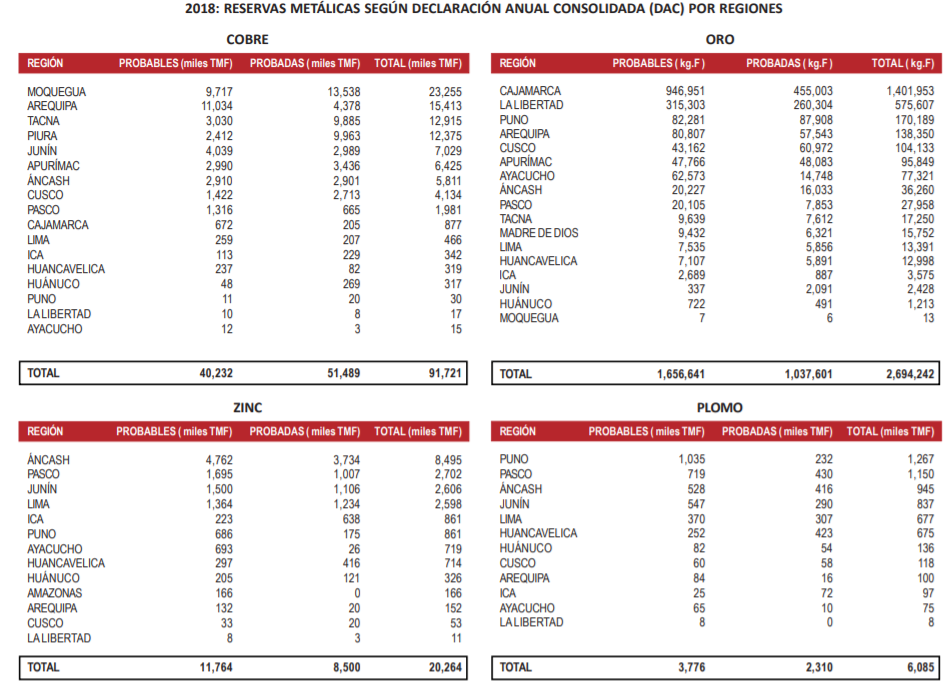 2018: RESERVAS METÁLICAS SEGÚN DECLARACIÓN ANUAL CONSOLIDADA (DAC) POR REGIONES
COBRE
REGIÓN PROBABLES (miles TMF) PROBADAS ( miles TMF) TOTAL (miles TMF)
MOQUEGUA 9,717 13,538 23,255
AREQUIPA 11,034 4,378 15,413
TACNA 3,030 9,885 12,915
PIURA 2,412 9,963 12,375
JUNÍN 4,039 2,989 7,029
APURÍMAC 2,990 3,436 6,425
ÁNCASH 2,910 2,901 5,811
CUSCO 1,422 2,713 4,134
PASCO 1,316 665 1,981
CAJAMARCA 672 205 877
LIMA 259 207 466
ICA 113 229 342
HUANCAVELICA 237 82 319
HUÁNUCO 48 269 317
PUNO 11 20 30
LA LIBERTAD 10 8 17
AYACUCHO 12 3 15
TOTAL 40,232 51,489 91,721
ORO
REGIÓN PROBABLES ( kg.F ) PROBADAS ( kg.F ) TOTAL ( kg.F )
CAJAMARCA 946,951 455,003 1,401,953
LA LIBERTAD 315,303 260,304 575,607
PUNO 82,281 87,908 170,189
AREQUIPA 80,807 57,543 138,350
CUSCO 43,162 60,972 104,133
APURÍMAC 47,766 48,083 95,849
AYACUCHO 62,573 14,748 77,321
ÁNCASH 20,227 16,033 36,260
PASCO 20,105 7,853 27,958
TACNA 9,639 7,612 17,250
MADRE DE DIOS 9,432 6,321 15,752
LIMA 7,535 5,856 13,391
HUANCAVELICA 7,107 5,891 12,998
ICA 2,689 887 3,575
JUNÍN 337 2,091 2,428
HUÁNUCO 722 491 1,213
MOQUEGUA 7 6 13
TOTAL 1,656,641 1,037,601 2,694,242
ZINC
REGIÓN PROBABLES ( miles TMF) PROBADAS ( miles TMF) TOTAL (miles TMF)
ÁNCASH 4,762 3,734 8,495
PASCO 1,695 1,007 2,702
JUNÍN 1,500 1,106 2,606
LIMA 1,364 1,234 2,598
ICA 223 638 861
PUNO 686 175 861
AYACUCHO 693 26 719
HUANCAVELICA 297 416 714
HUÁNUCO 205 121 326
AMAZONAS 166 0 166
AREQUIPA 132 20 152
CUSCO 33 20 53
LA LIBERTAD 8 3 11
TOTAL 11,764 8,500 20,264
PLOMO
REGIÓN PROBABLES ( miles TMF) PROBADAS ( miles TMF) TOTAL (miles TMF)
PUNO 1,035 232 1,267
PASCO 719 430 1,150
ÁNCASH 528 416 945
JUNÍN 547 290 837
LIMA 370 307 677
HUANCAVELICA 252 423 675
HUÁNUCO 82 54 136
CUSCO 60 58 118
AREQUIPA 84 16 100
ICA 25 72 97
AYACUCHO 65 10 75
LA LIBERTAD 8 0 8
TOTAL 3,776 2,310 6,085